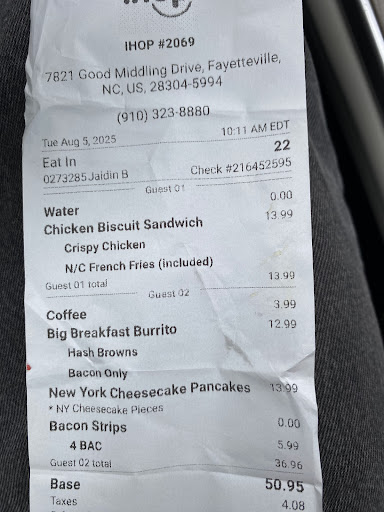 IHOP #2069
7821 Good Middling Drive, Fayetteville,
NC, US, 28304-5994
(910) 323-8880
Tue Aug 5, 2025 10:11 AM EDT
Eat In 22
0273285 Jaidin B Check #216452595
Guest 01
Water 0.00
Chicken Biscuit Sandwich 13.99
Crispy Chicken
N/C French Fries (included)
Guest 01 total 13.99
Guest 02
Coffee 3.99
Big Breakfast Burrito 12.99
Hash Browns
Bacon Only
New York Cheesecake Pancakes 13.99
* NY Cheesecake Pieces
Bacon Strips 0.00
4 BAC 5.99
Guest 02 total 36.96
Base 50.95
Taxes 4.08